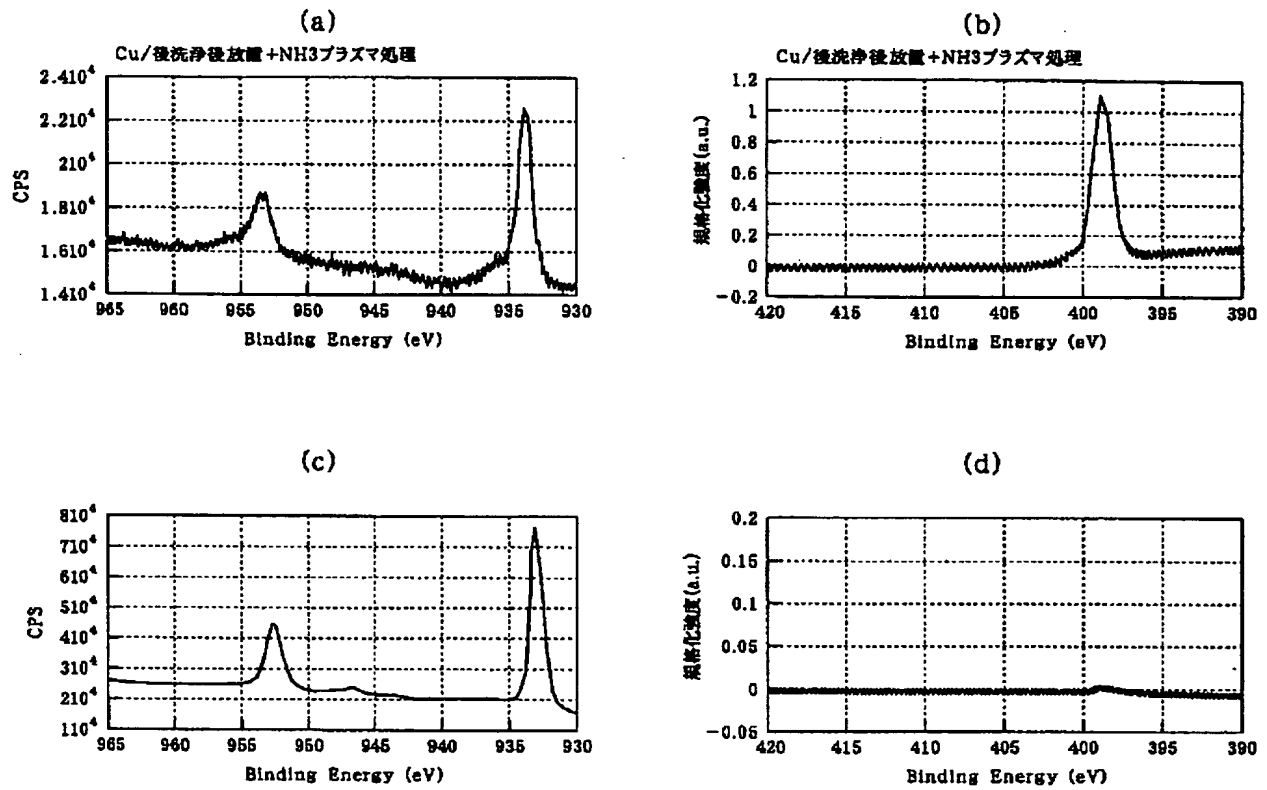 (a)
Cu/後洗浄後放置+NH3プラズマ処理
2.410⁴
2.210⁴
210⁴
1.810⁴
1.610⁴
1.410⁴
CPS
965 960 955 950 945 940 935 930
Binding Energy (eV)
(b)
Cu/後洗浄後放置+NH3プラズマ処理
1.2
1
0.8
0.6
0.4
0.2
0
-0.2
規格化強度(a.u.)
420 415 410 405 400 395 390
Binding Energy (eV)
(c)
810⁴
710⁴
610⁴
510⁴
410⁴
310⁴
210⁴
110⁴
CPS
965 960 955 950 945 940 935 930
Binding Energy (eV)
(d)
0.2
0.15
0.1
0.05
0
-0.05
規格化強度(a.u.)
420 415 410 405 400 395 390
Binding Energy (eV)